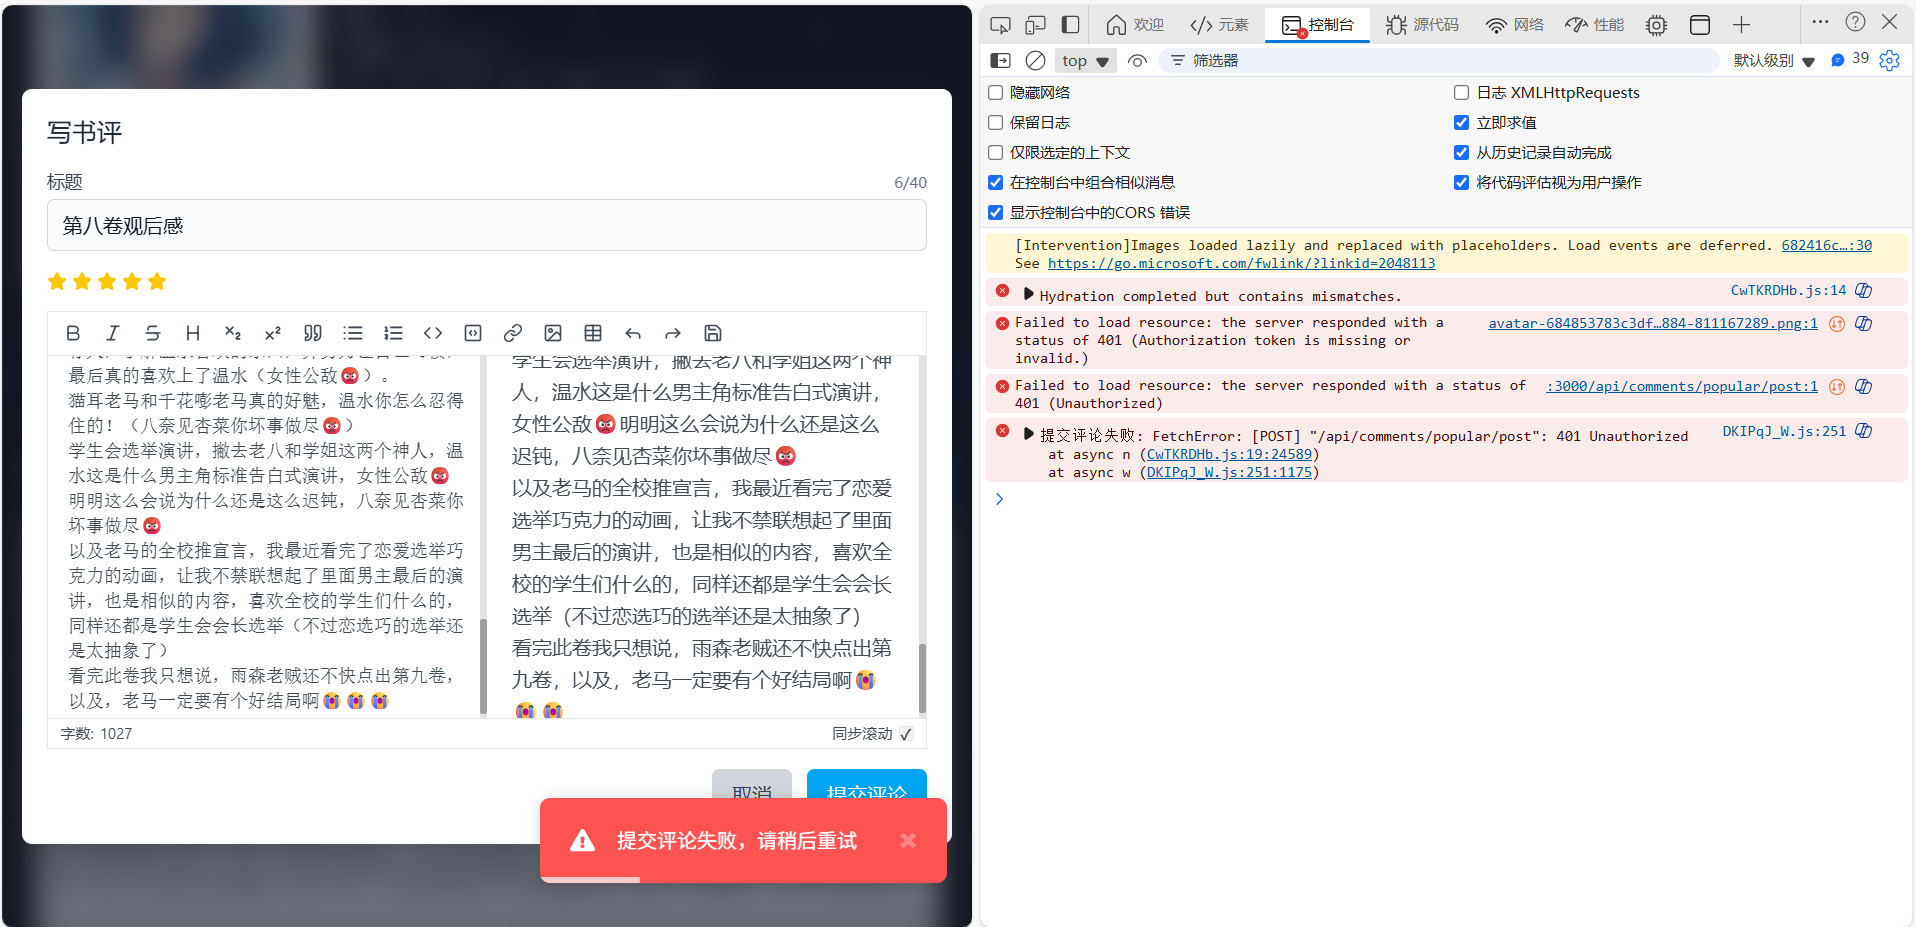 写书评
标题
6/40
第八卷观后感
最后真的喜欢上了温水（女性公敌👹）。
猫耳老马和千花嘭老马真的好魅，温水你怎么忍得
住的！（八奈见杏菜你坏事做尽👹）
学生会选举演讲，撇去老八和学姐这两个神人，温
水这是什么男主角标准告白式演讲，女性公敌👹
明明这么会说为什么还是这么迟钝，八奈见杏菜你
坏事做尽👹
以及老马的全校推宣言，我最近看完了恋爱选举巧
克力的动画，让我不禁联想起了里面男主最后的演
讲，也是相似的内容，喜欢全校的学生们什么的，
同样还都是学生会会长选举（不过恋选巧的选举还
是太抽象了）
看完此卷我只想说，雨森老贼还不快点出第九卷，
以及，老马一定要有个好结局啊😭😭😭
学生会选举演讲，撇去老八和学姐这两个神
人，温水这是什么男主角标准告白式演讲，
女性公敌👹明明这么会说为什么还是这么
迟钝，八奈见杏菜你坏事做尽👹
以及老马的全校推宣言，我最近看完了恋爱
选举巧克力的动画，让我不禁联想起了里面
男主最后的演讲，也是相似的内容，喜欢全
校的学生们什么的，同样还都是学生会会长
选举（不过恋选巧的选举还是太抽象了）
看完此卷我只想说，雨森老贼还不快点出第
九卷，以及，老马一定要有个好结局啊😭
😭😭
字数: 1027
同步滚动
取消
提交评论
提交评论失败，请稍后重试
欢迎
元素
控制台
源代码
网络
性能
top
筛选器
默认级别
39
隐藏网络
日志 XMLHttpRequests
保留日志
立即求值
仅限选定的上下文
从历史记录自动完成
在控制台中组合相似消息
将代码评估视为用户操作
显示控制台中的CORS 错误
[Intervention]Images loaded lazily and replaced with placeholders. Load events are deferred. 682416c…:30
See https://go.microsoft.com/fwlink/?linkid=2048113
Hydration completed but contains mismatches. CwTKRDHb.js:14
Failed to load resource: the server responded with a avatar-684853783c3df…884-811167289.png:1
status of 401 (Authorization token is missing or
invalid.)
Failed to load resource: the server responded with a status of :3000/api/comments/popular/post:1
401 (Unauthorized)
提交评论失败: FetchError: [POST] "/api/comments/popular/post": 401 Unauthorized DKIPqJ_W.js:251
at async n (CwTKRDHb.js:19:24589)
at async w (DKIPqJ_W.js:251:1175)